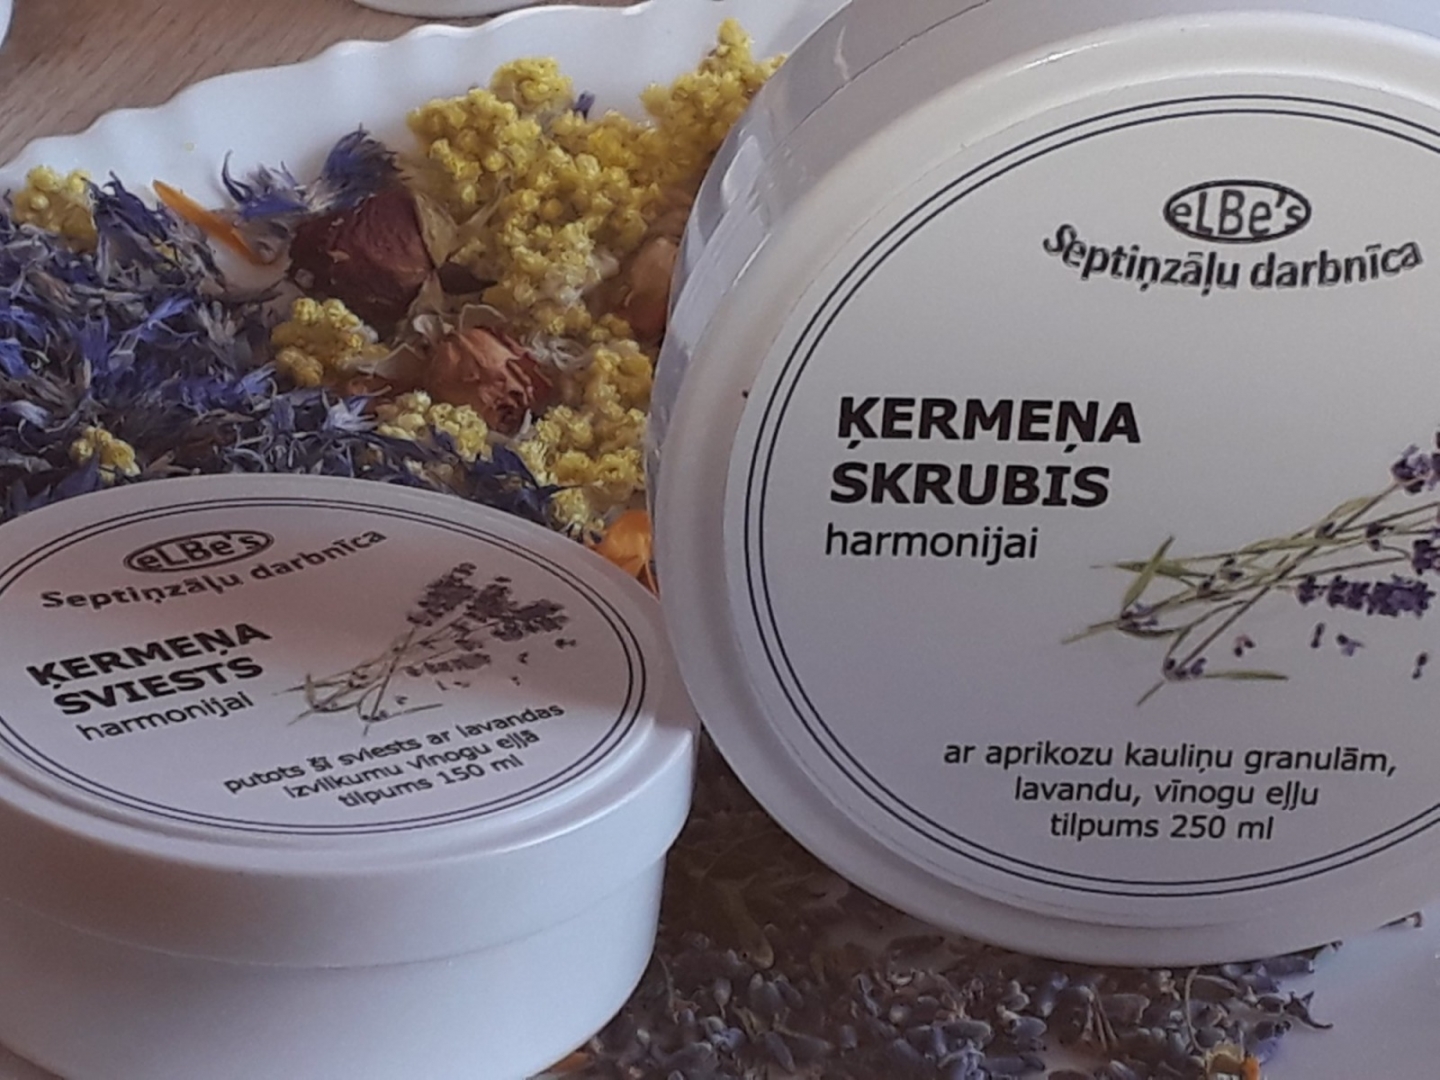 eLBe's
Septiņzāļu darbnīca
ĶERMEŅA
SKRUBIS
harmonijai
ar aprikozu kauliņu granulām,
lavandu, vīnogu eļļu
tilpums 250 ml
eLBe's
Septiņzāļu darbnīca
ĶERMEŅA
SVIESTS
harmonijai
putots šī sviests ar lavandas
izvilkumu vīnogu eļļā
tilpums 150 ml